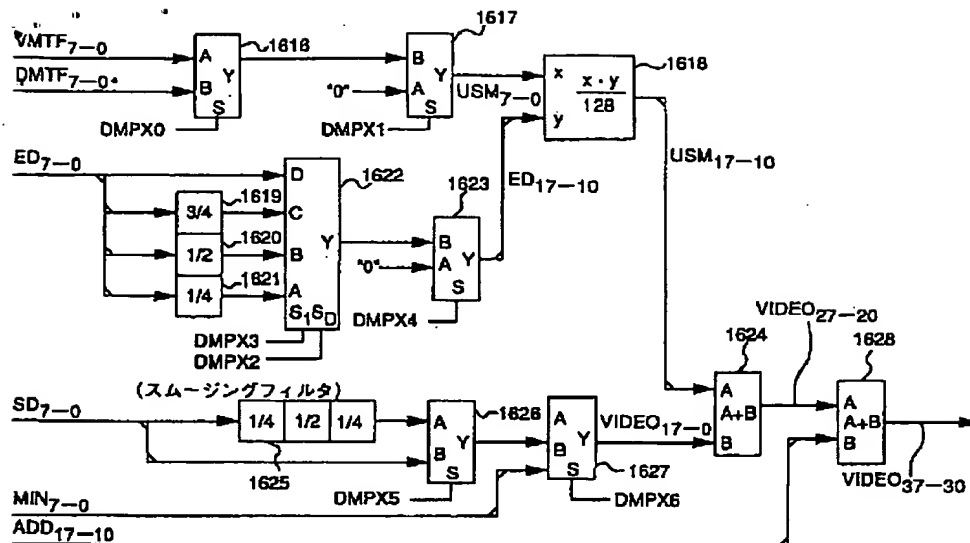 VMTF7-0
1616
A
Y
B
S
DMTF7-0
DMPX0
1617
B
Y
A
S
"0"
DMPX1
USM7-0
1618
x
x·y
128
y
USM17-10
ED7-0
D
1622
1619
3/4
C
1620
1/2
B
Y
1621
1/4
A
S1 SD
DMPX3
DMPX2
1623
B
Y
A
S
"0"
DMPX4
ED17-10
(スムージングフィルタ)
SD7-0
1/4 1/2 1/4
1625
A
Y
B
S
1626
DMPX5
A
Y
B
S
1627
DMPX6
VIDEO17-0
1624
A
A+B
B
VIDEO27-20
1628
A
A+B
B
VIDEO37-30
MIN7-0
ADD17-10